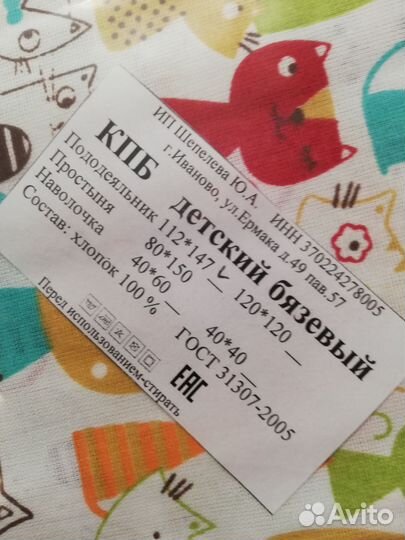 ИП Шепелева Ю.А. ИНН 370224278005
г.Иваново, ул.Ермака д.49 пав.57
КПБ детский бязевый
Пододеяльник 112*147 ✓ 120*120 —
Простыня 80*150 —
Наволочка 40*60 — 40*40 —
Состав: хлопок 100 % ГОСТ 31307-2005
ЕАС
Перед использованием-стирать
Avito